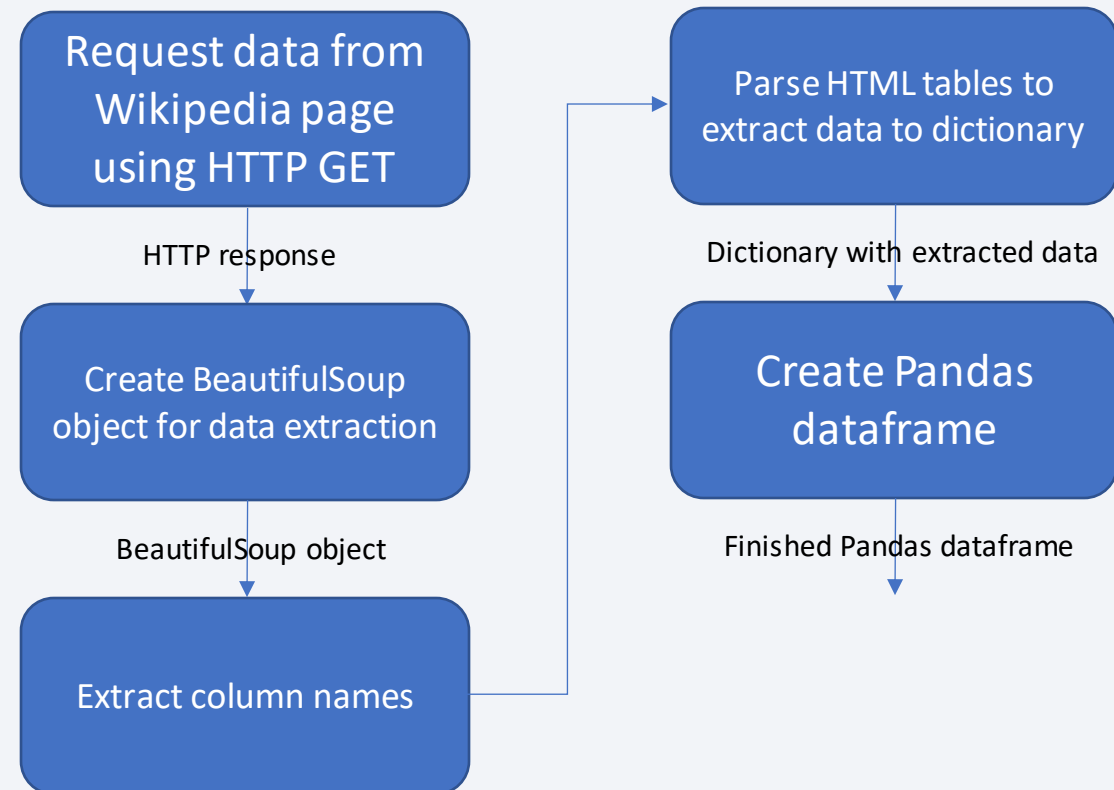 Request data from
Wikipedia page
using HTTP GET
HTTP response
Create BeautifulSoup
object for data extraction
BeautifulSoup object
Extract column names
Parse HTML tables to
extract data to dictionary
Dictionary with extracted data
Create Pandas
dataframe
Finished Pandas dataframe